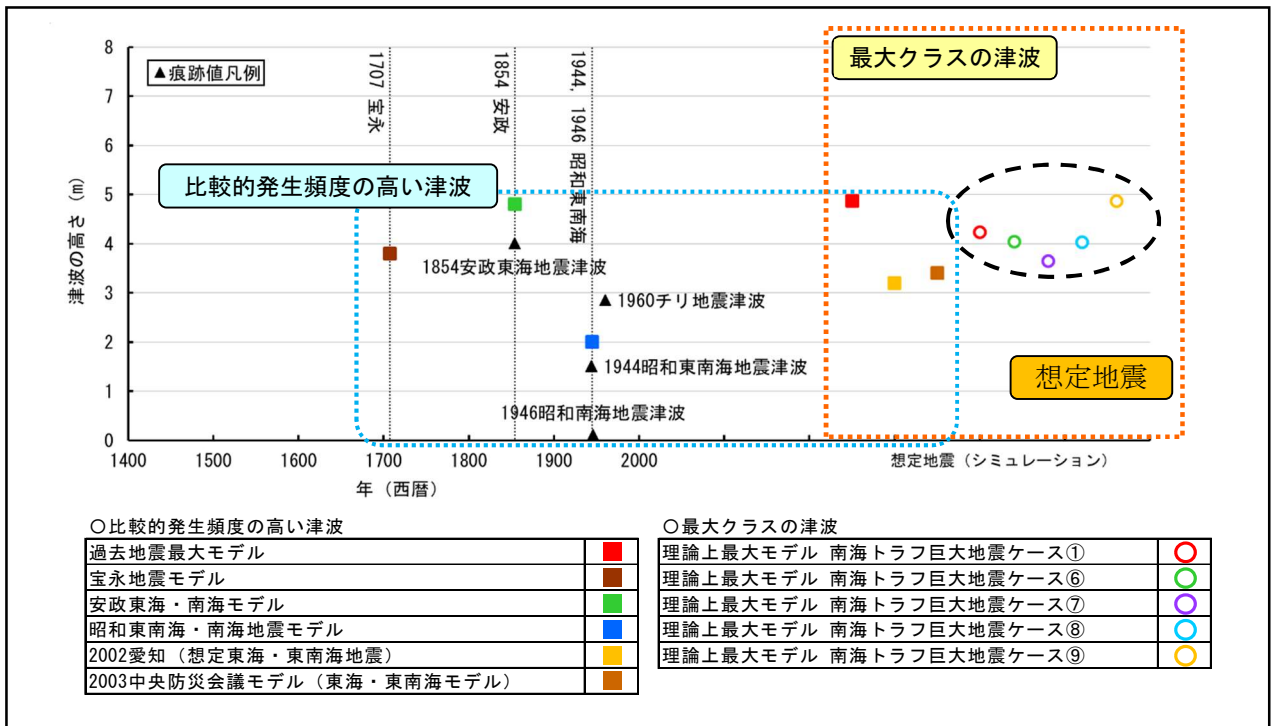 最大クラスの津波
▲痕跡値凡例
1707 宝永
1854 安政
1944, 1946 昭和東南海
比較的発生頻度の高い津波
津波の高さ (m)
8
7
6
5
4
3
2
1
0
1854安政東海地震津波
1960チリ地震津波
1944昭和東南海地震津波
1946昭和南海地震津波
想定地震
1400 1500 1600 1700 1800 1900 2000
想定地震(シミュレーション)
年(西暦)
○比較的発生頻度の高い津波
過去地震最大モデル
宝永地震モデル
安政東海・南海モデル
昭和東南海・南海地震モデル
2002愛知(想定東海・東南海地震)
2003中央防災会議モデル(東海・東南海モデル)
○最大クラスの津波
理論上最大モデル 南海トラフ巨大地震ケース①
理論上最大モデル 南海トラフ巨大地震ケース⑥
理論上最大モデル 南海トラフ巨大地震ケース⑦
理論上最大モデル 南海トラフ巨大地震ケース⑧
理論上最大モデル 南海トラフ巨大地震ケース⑨